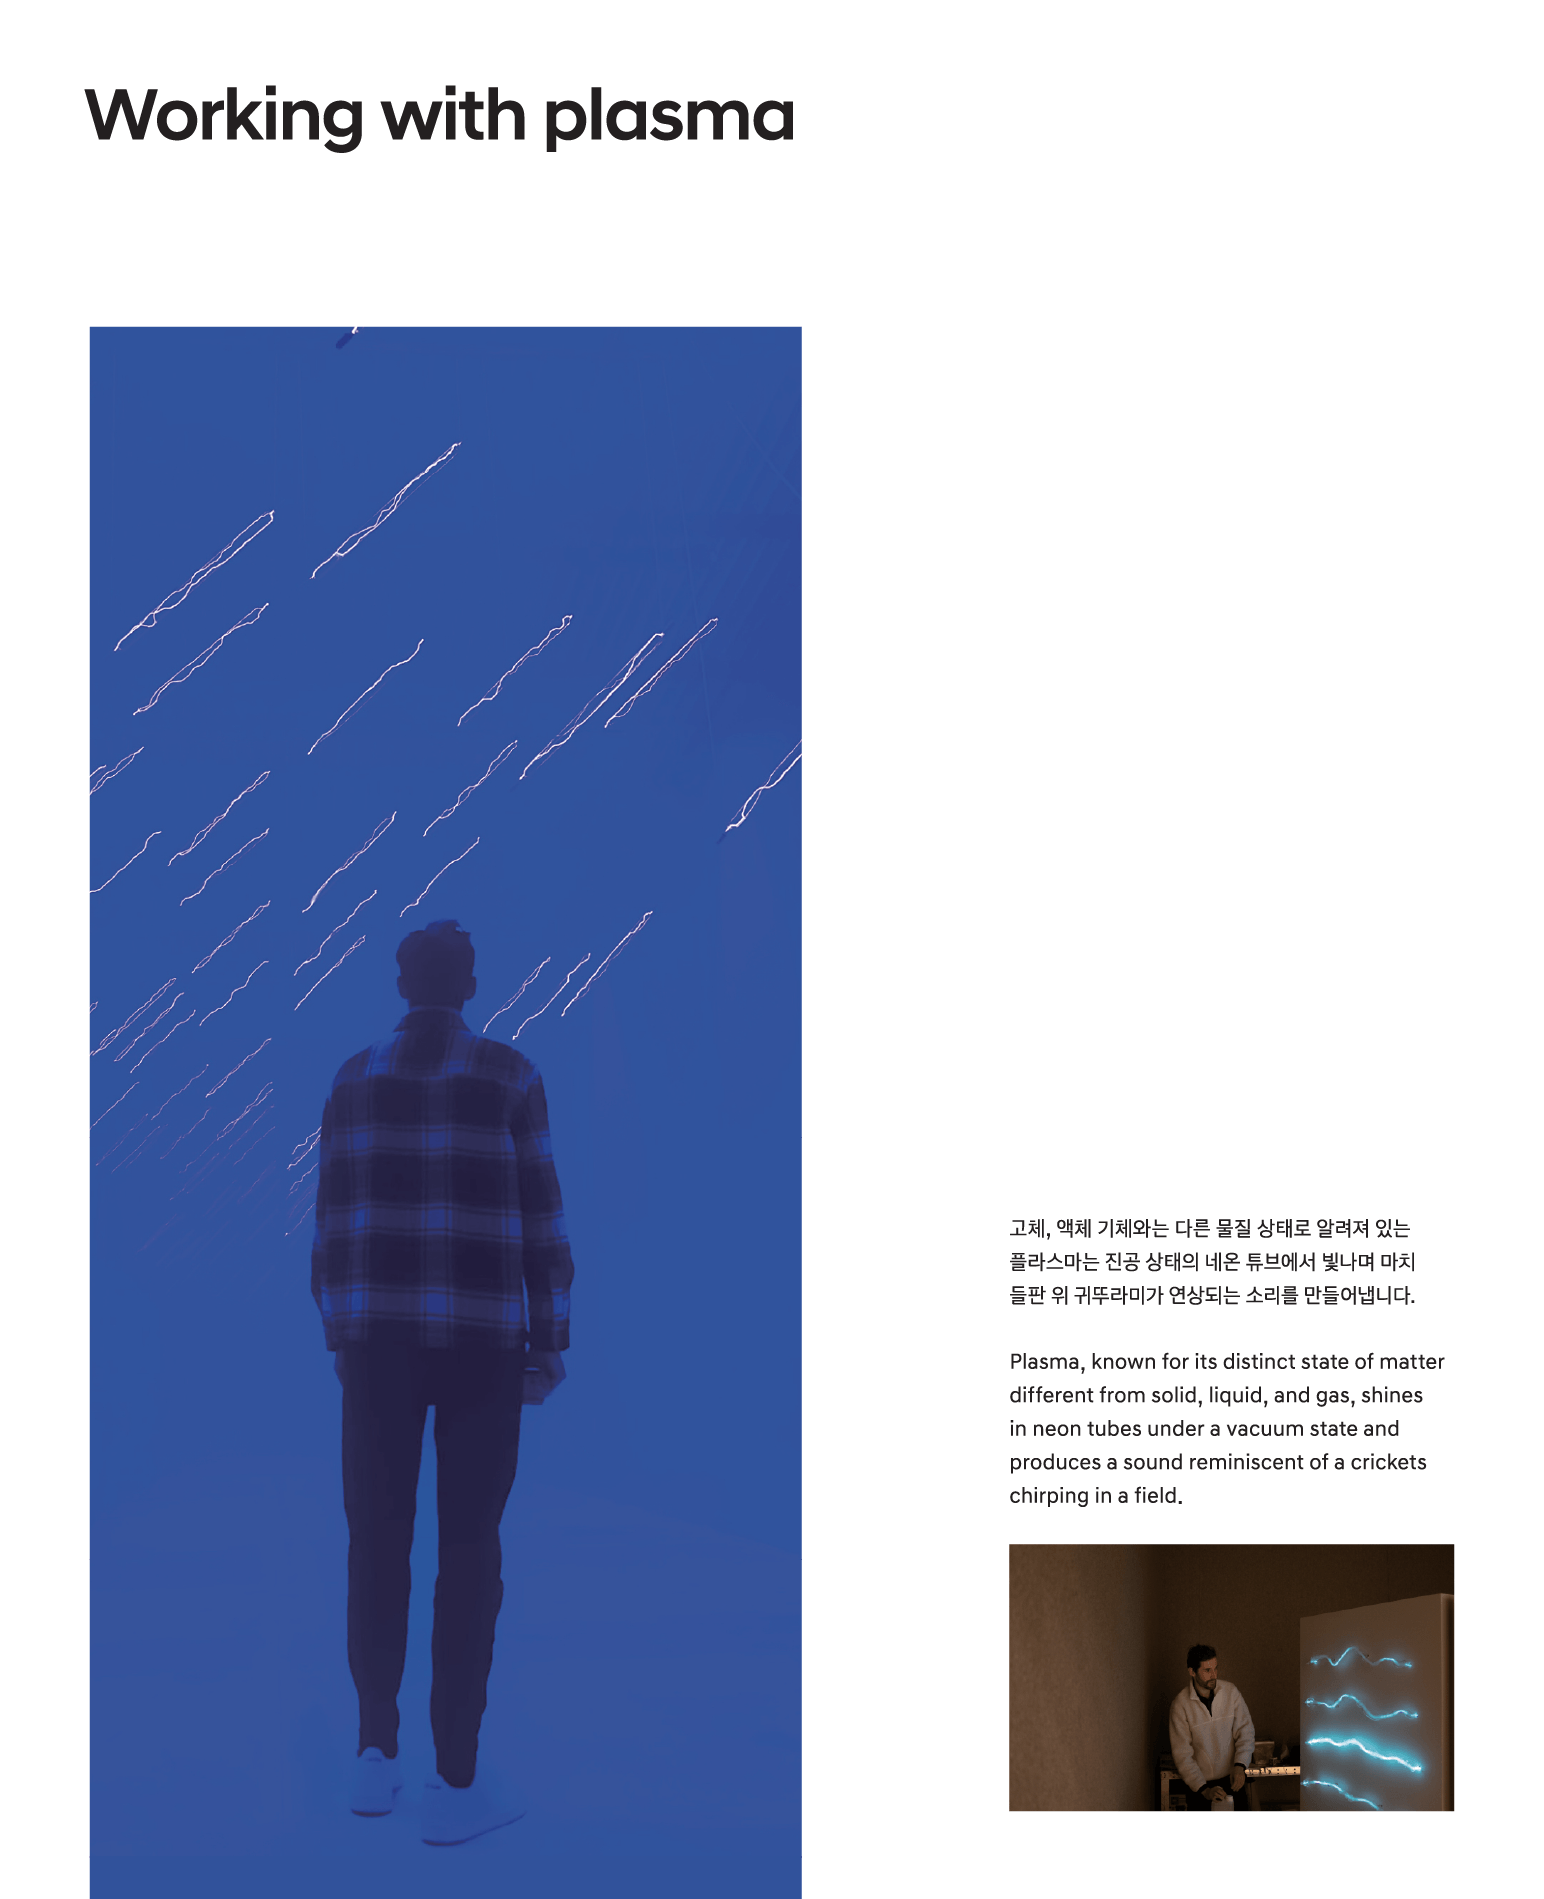 Working with plasma
고체, 액체 기체와는 다른 물질 상태로 알려져 있는
플라스마는 진공 상태의 네온 튜브에서 빛나며 마치
들판 위 귀뚜라미가 연상되는 소리를 만들어냅니다.
Plasma, known for its distinct state of matter
different from solid, liquid, and gas, shines
in neon tubes under a vacuum state and
produces a sound reminiscent of a crickets
chirping in a field.